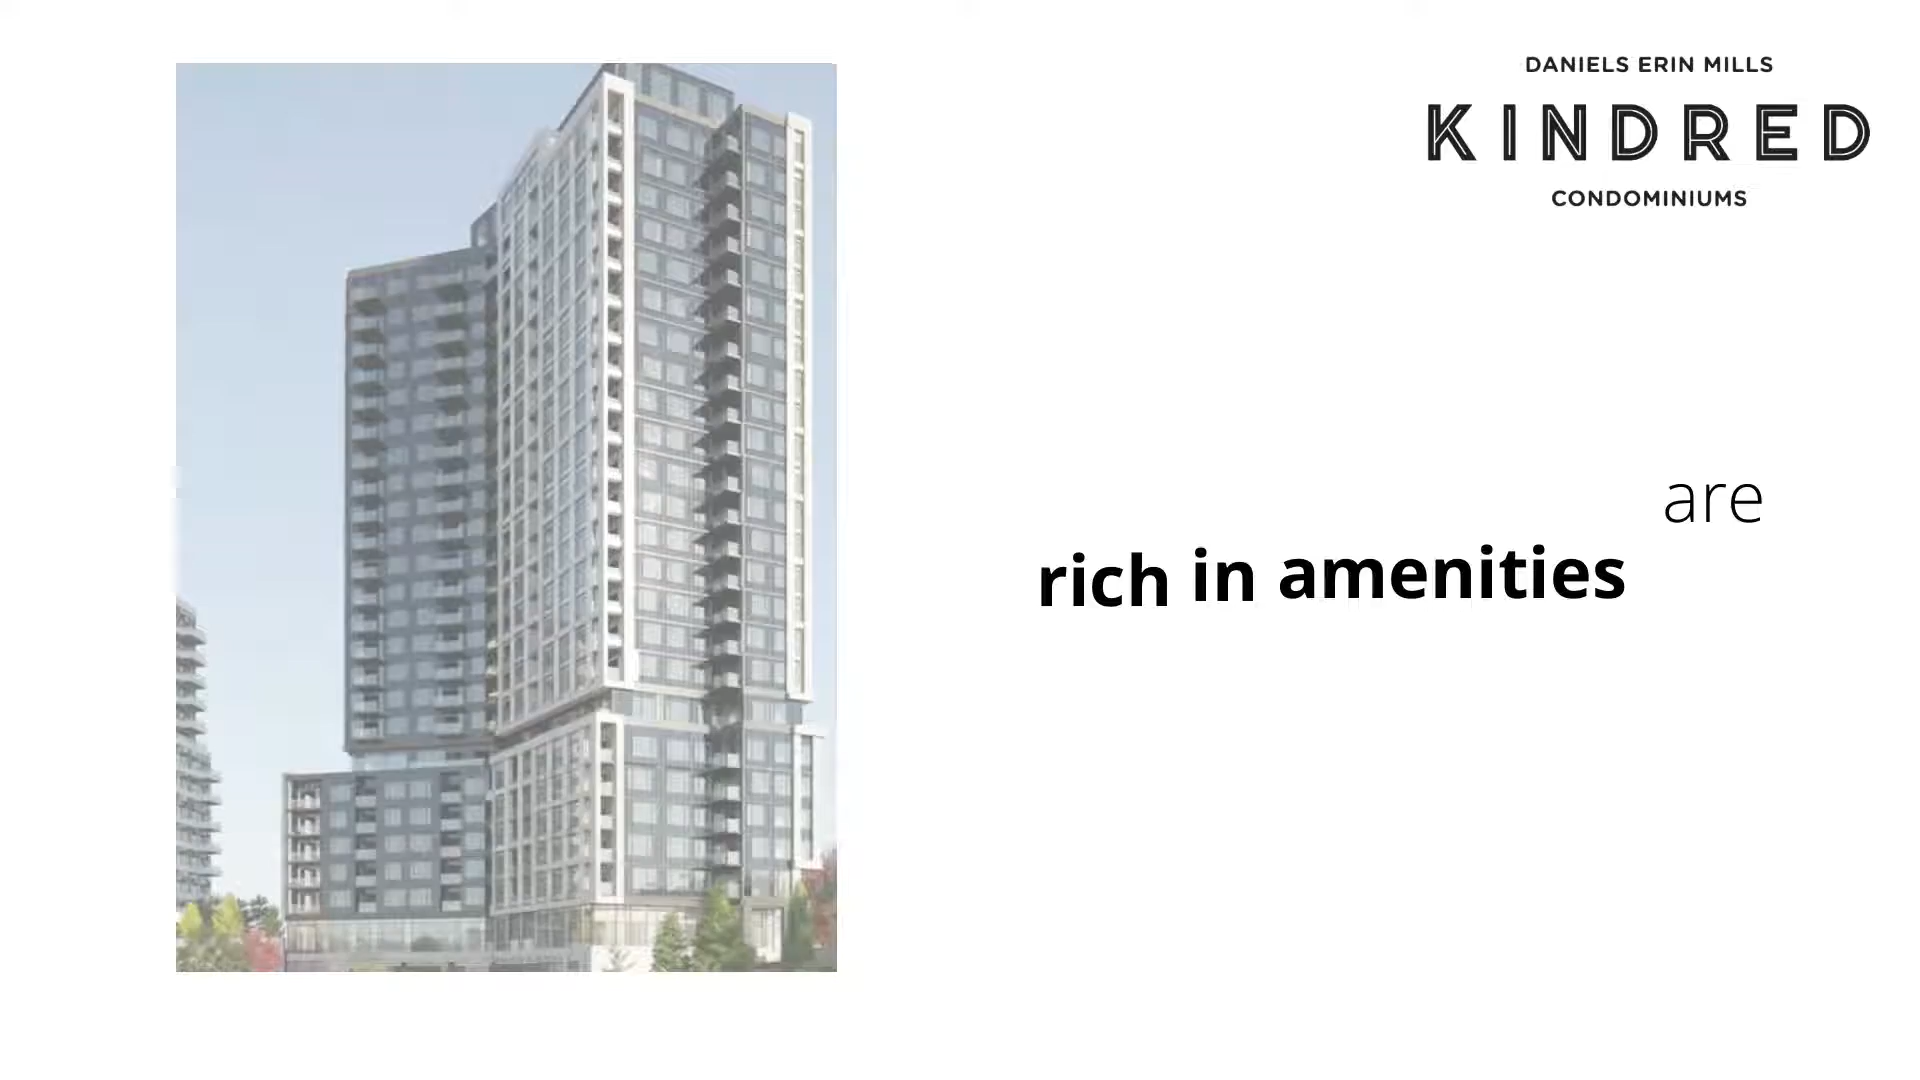 DANIELS ERIN MILLS
KINDRED
CONDOMINIUMS
are
rich in amenities